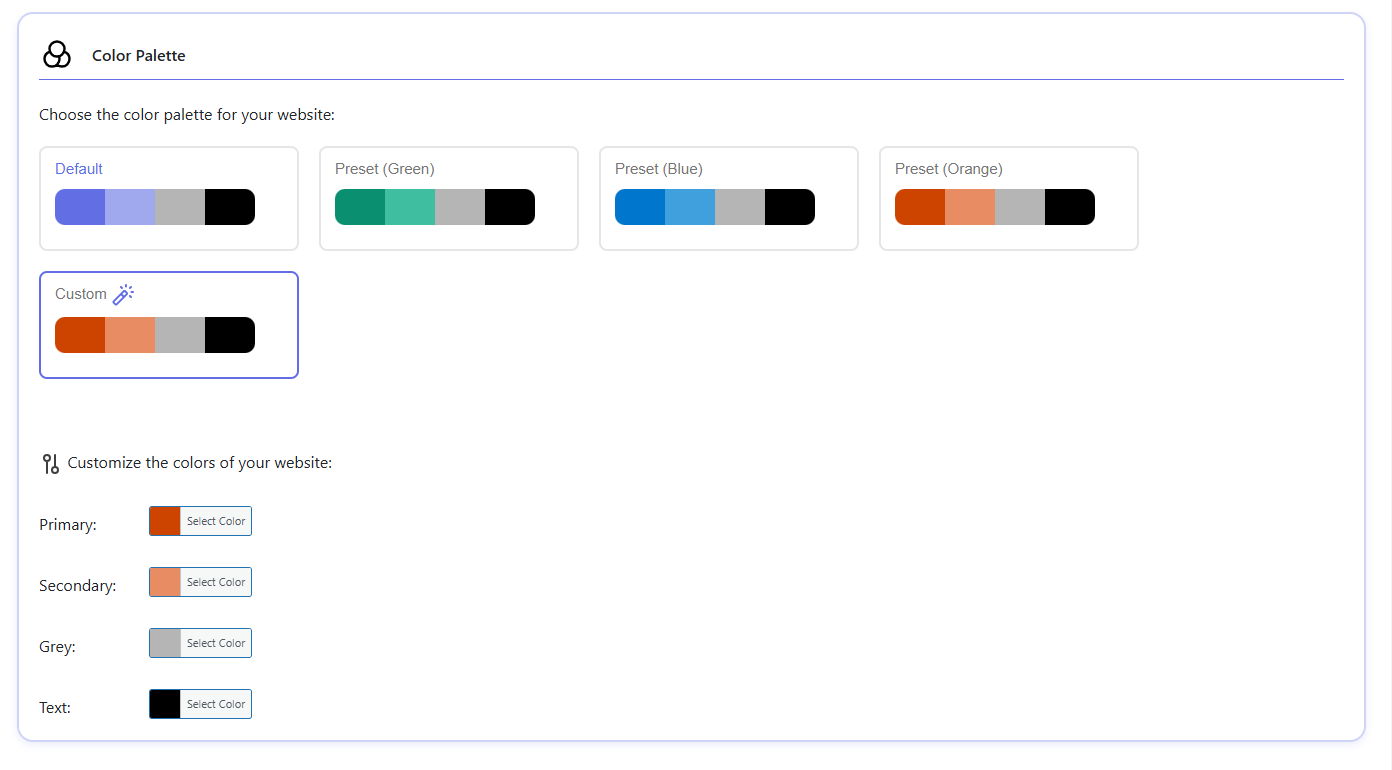 Color Palette
Choose the color palette for your website:
Default
Preset (Green)
Preset (Blue)
Preset (Orange)
Custom
Customize the colors of your website:
Primary:
Select Color
Secondary:
Select Color
Grey:
Select Color
Text:
Select Color